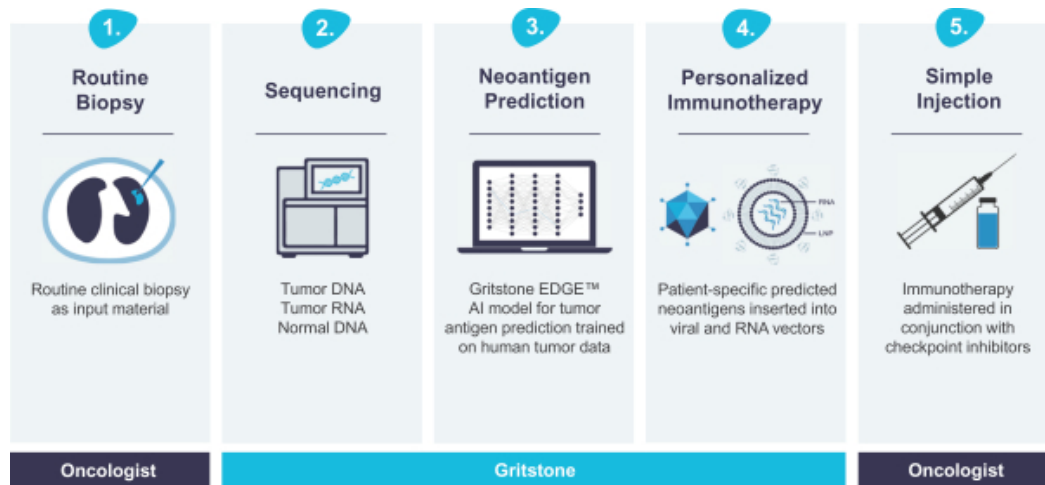 1.
Routine
Biopsy
Routine clinical biopsy
as input material
2.
Sequencing
Tumor DNA
Tumor RNA
Normal DNA
3.
Neoantigen
Prediction
Gritstone EDGE™
AI model for tumor
antigen prediction trained
on human tumor data
4.
Personalized
Immunotherapy
RNA
LNP
Patient-specific predicted
neoantigens inserted into
viral and RNA vectors
5.
Simple
Injection
Immunotherapy
administered in
conjunction with
checkpoint inhibitors
Oncologist
Gritstone
Oncologist